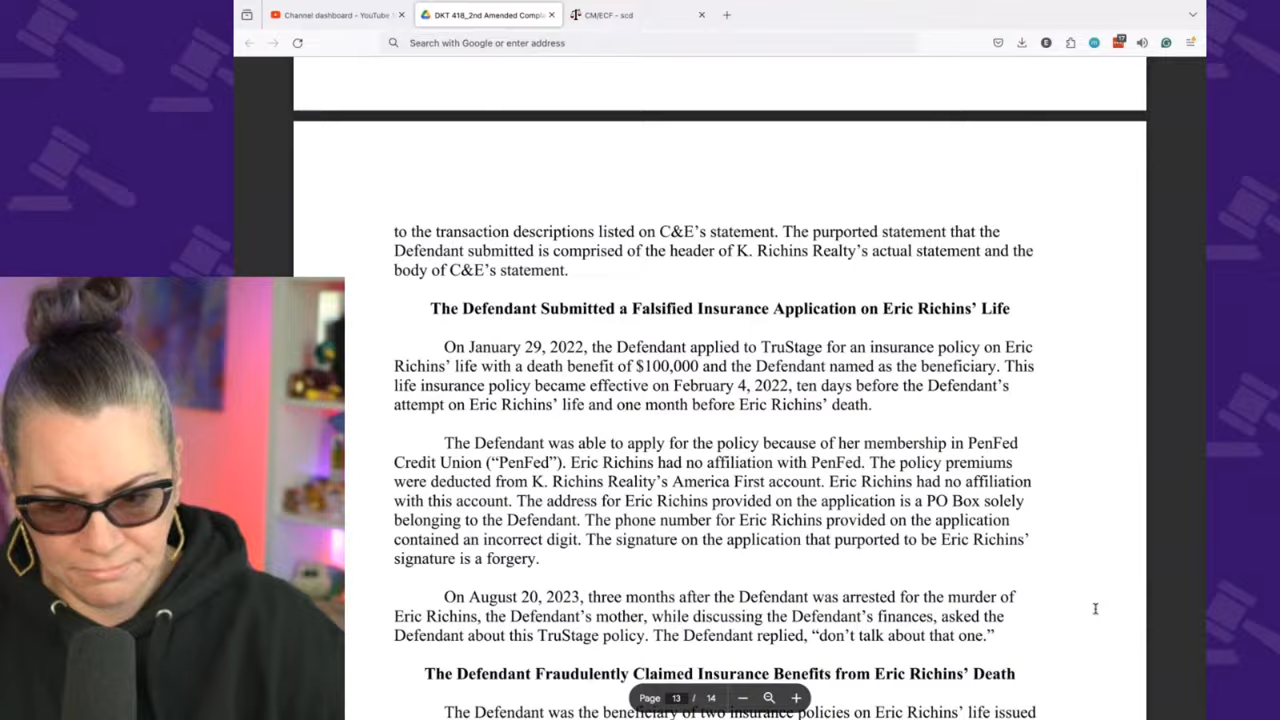 Channel dashboard - YouTube
DKT 418_2nd Amended Compl
CM/ECF - scd
Search with Google or enter address
to the transaction descriptions listed on C&E's statement. The purported statement that the
Defendant submitted is comprised of the header of K. Richins Realty's actual statement and the
body of C&E's statement.
The Defendant Submitted a Falsified Insurance Application on Eric Richins' Life
On January 29, 2022, the Defendant applied to TruStage for an insurance policy on Eric
Richins' life with a death benefit of $100,000 and the Defendant named as the beneficiary. This
life insurance policy became effective on February 4, 2022, ten days before the Defendant's
attempt on Eric Richins' life and one month before Eric Richins' death.
The Defendant was able to apply for the policy because of her membership in PenFed
Credit Union ("PenFed"). Eric Richins had no affiliation with PenFed. The policy premiums
were deducted from K. Richins Reality's America First account. Eric Richins had no affiliation
with this account. The address for Eric Richins provided on the application is a PO Box solely
belonging to the Defendant. The phone number for Eric Richins provided on the application
contained an incorrect digit. The signature on the application that purported to be Eric Richins'
signature is a forgery.
On August 20, 2023, three months after the Defendant was arrested for the murder of
Eric Richins, the Defendant's mother, while discussing the Defendant's finances, asked the
Defendant about this TruStage policy. The Defendant replied, "don't talk about that one."
The Defendant Fraudulently Claimed Insurance Benefits from Eric Richins' Death
Page 13 / 14
The Defendant was the beneficiary of two insurance policies on Eric Richins' life issued